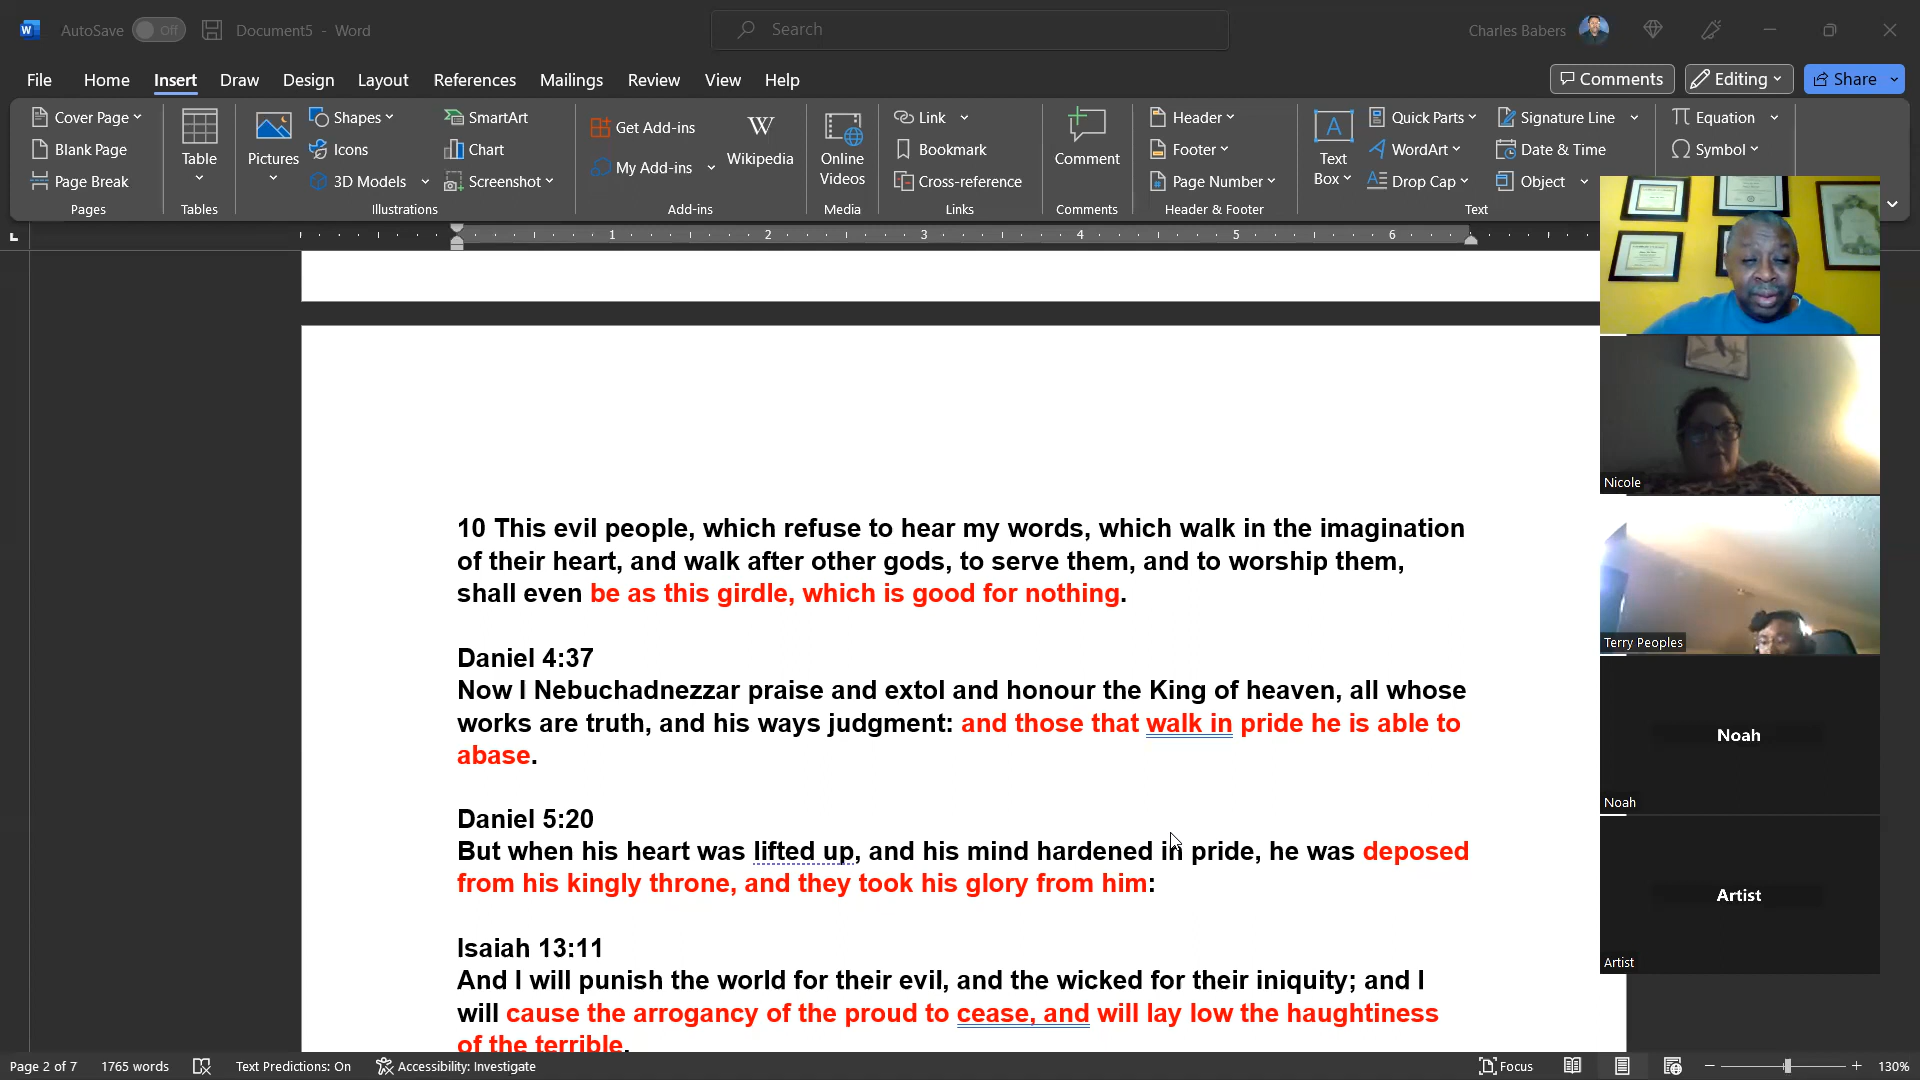 AutoSave Off Document5 - Word Search Charles Babers
File Home Insert Draw Design Layout References Mailings Review View Help Comments Editing Share
Cover Page
Blank Page
Page Break
Pages
Table
Tables
Pictures
Shapes
Icons
3D Models
SmartArt
Chart
Screenshot
Illustrations
Get Add-ins
My Add-ins
Wikipedia
Add-ins
Online
Videos
Media
Link
Bookmark
Cross-reference
Links
Comment
Comments
Header
Footer
Page Number
Header & Footer
Text
Box
Quick Parts
WordArt
Drop Cap
Signature Line
Date & Time
Object
Text
Equation
Symbol
1 2 3 4 5 6
10 This evil people, which refuse to hear my words, which walk in the imagination
of their heart, and walk after other gods, to serve them, and to worship them,
shall even be as this girdle, which is good for nothing.
Daniel 4:37
Now I Nebuchadnezzar praise and extol and honour the King of heaven, all whose
works are truth, and his ways judgment: and those that walk in pride he is able to
abase.
Daniel 5:20
But when his heart was lifted up, and his mind hardened in pride, he was deposed
from his kingly throne, and they took his glory from him:
Isaiah 13:11
And I will punish the world for their evil, and the wicked for their iniquity; and I
will cause the arrogancy of the proud to cease, and will lay low the haughtiness
of the terrible.
Nicole
Terry Peoples
Noah
Noah
Artist
Artist
Page 2 of 7 1765 words Text Predictions: On Accessibility: Investigate Focus 130%